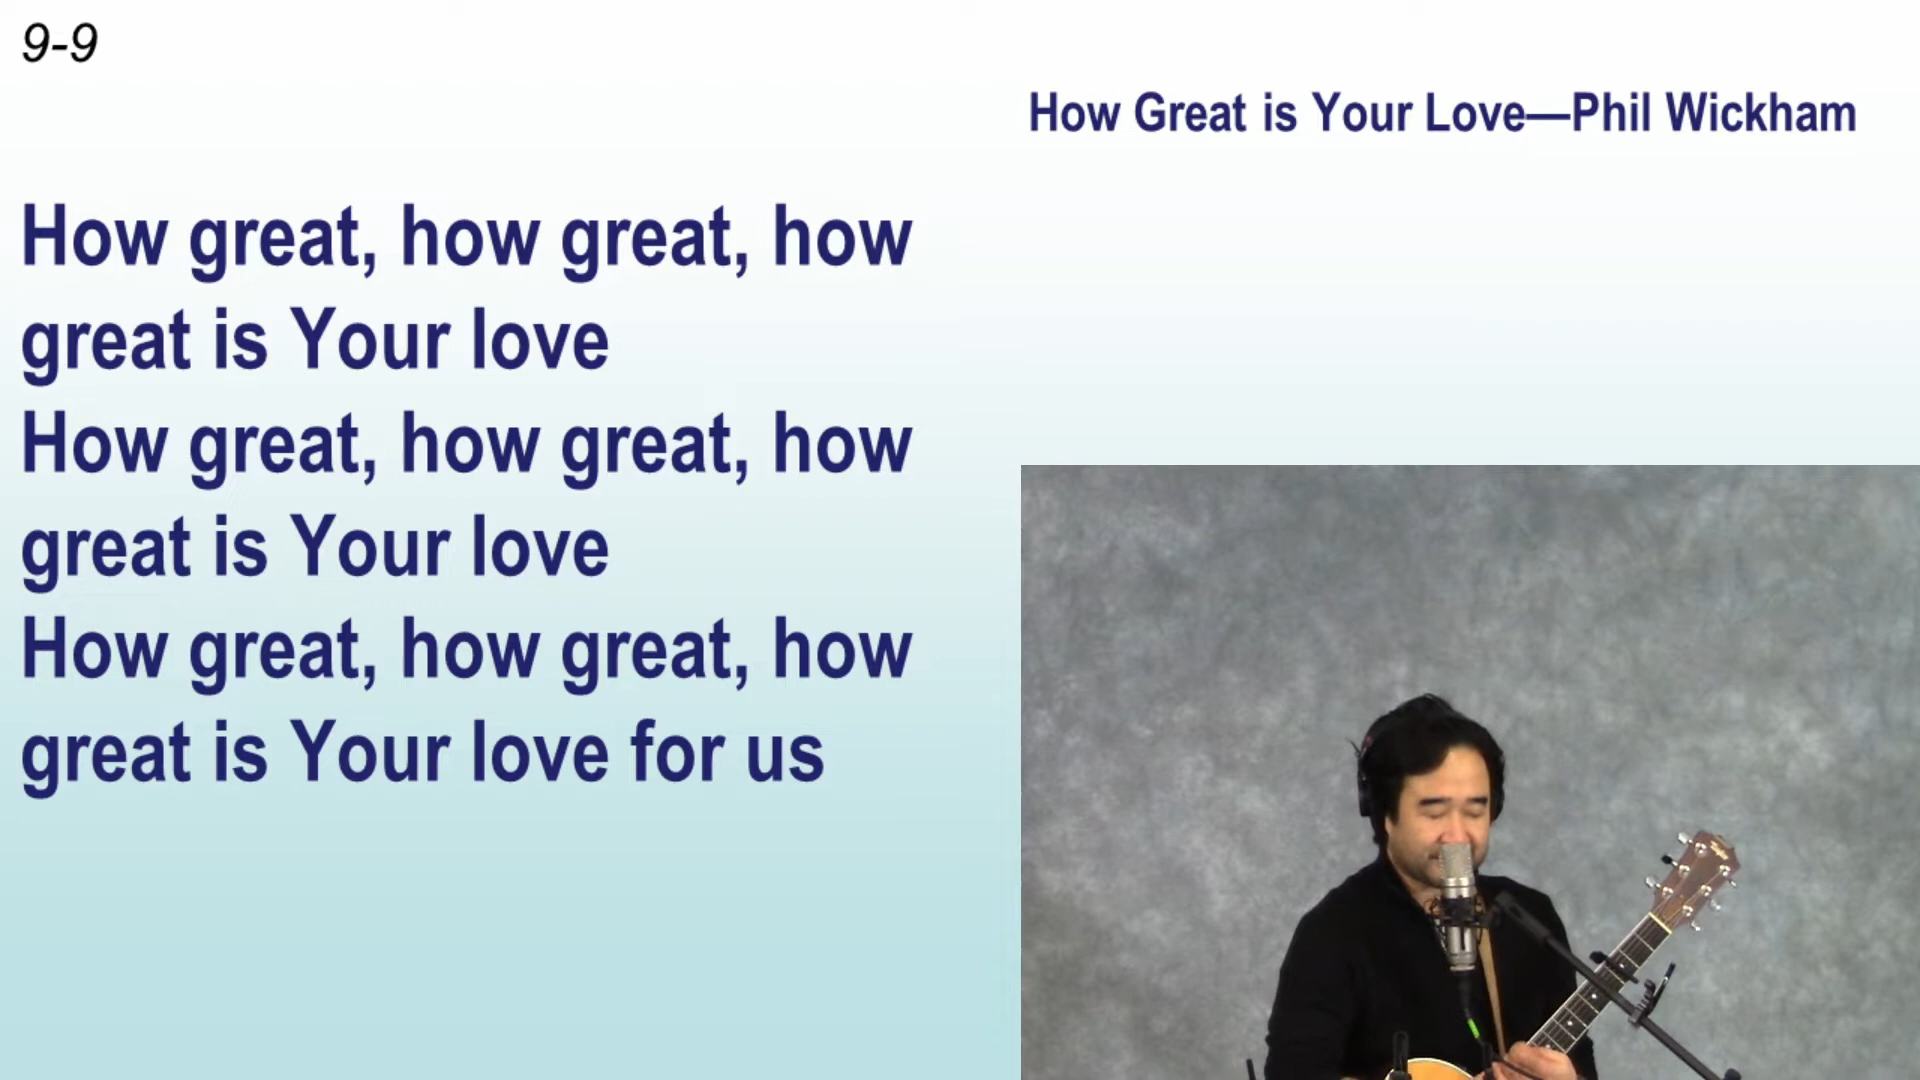 9-9
How Great is Your Love—Phil Wickham
How great, how great, how
great is Your love
How great, how great, how
great is Your love
How great, how great, how
great is Your love for us